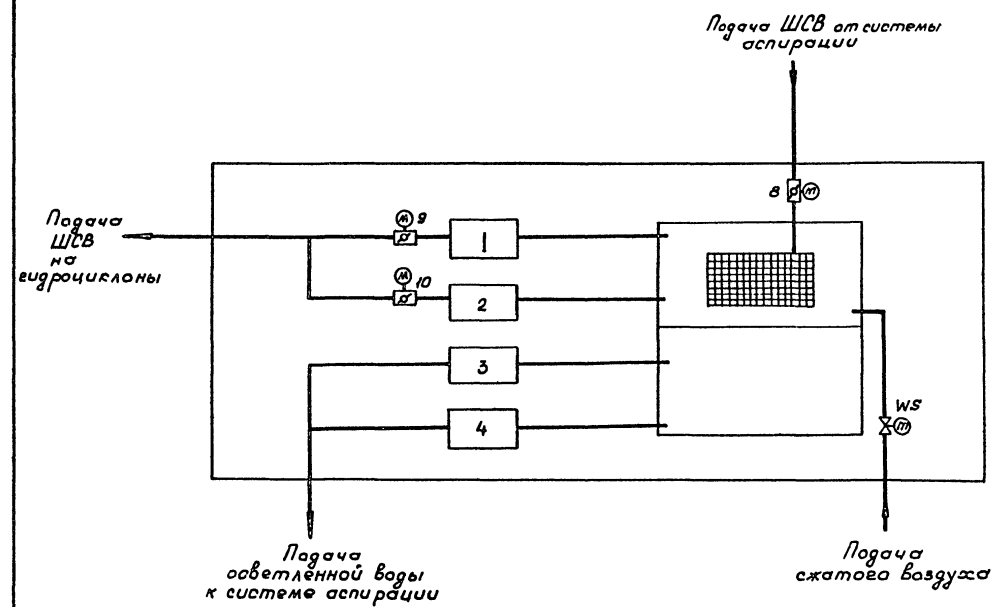 Подача ШСВ от системы
аспирации
8 m
Подача
ШСВ
на
гидроциклоны
M 9
1
M 10
2
3
4
WS
m
Подача
осветленной воды
к системе аспирации
Подача
сжатого воздуха